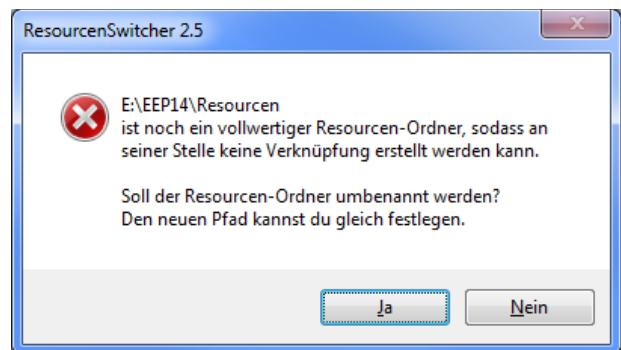 ResourcenSwitcher 2.5
E:\EEP14\Resourcen
ist noch ein vollwertiger Resourcen-Ordner, sodass an
seiner Stelle keine Verknüpfung erstellt werden kann.
Soll der Resourcen-Ordner umbenannt werden?
Den neuen Pfad kannst du gleich festlegen.
Ja
Nein